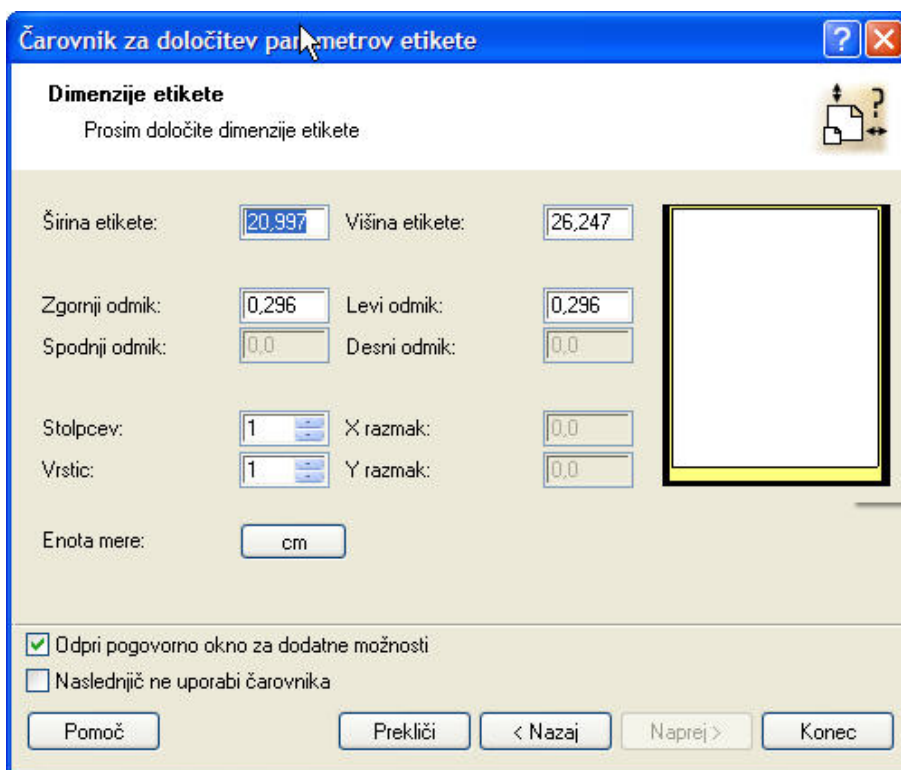 Čarovnik za določitev parametrov etikete
Dimenzije etikete
Prosim določite dimenzije etikete
Širina etikete: 20,997 Višina etikete: 26,247
Zgornji odmik: 0,296 Levi odmik: 0,296
Spodnji odmik: 0,0 Desni odmik: 0,0
Stolpcev: 1 X razmak: 0,0
Vrstic: 1 Y razmak: 0,0
Enota mere: cm
Odpri pogovorno okno za dodatne možnosti
Naslednjič ne uporabi čarovnika
Pomoč Prekliči < Nazaj Naprej > Konec